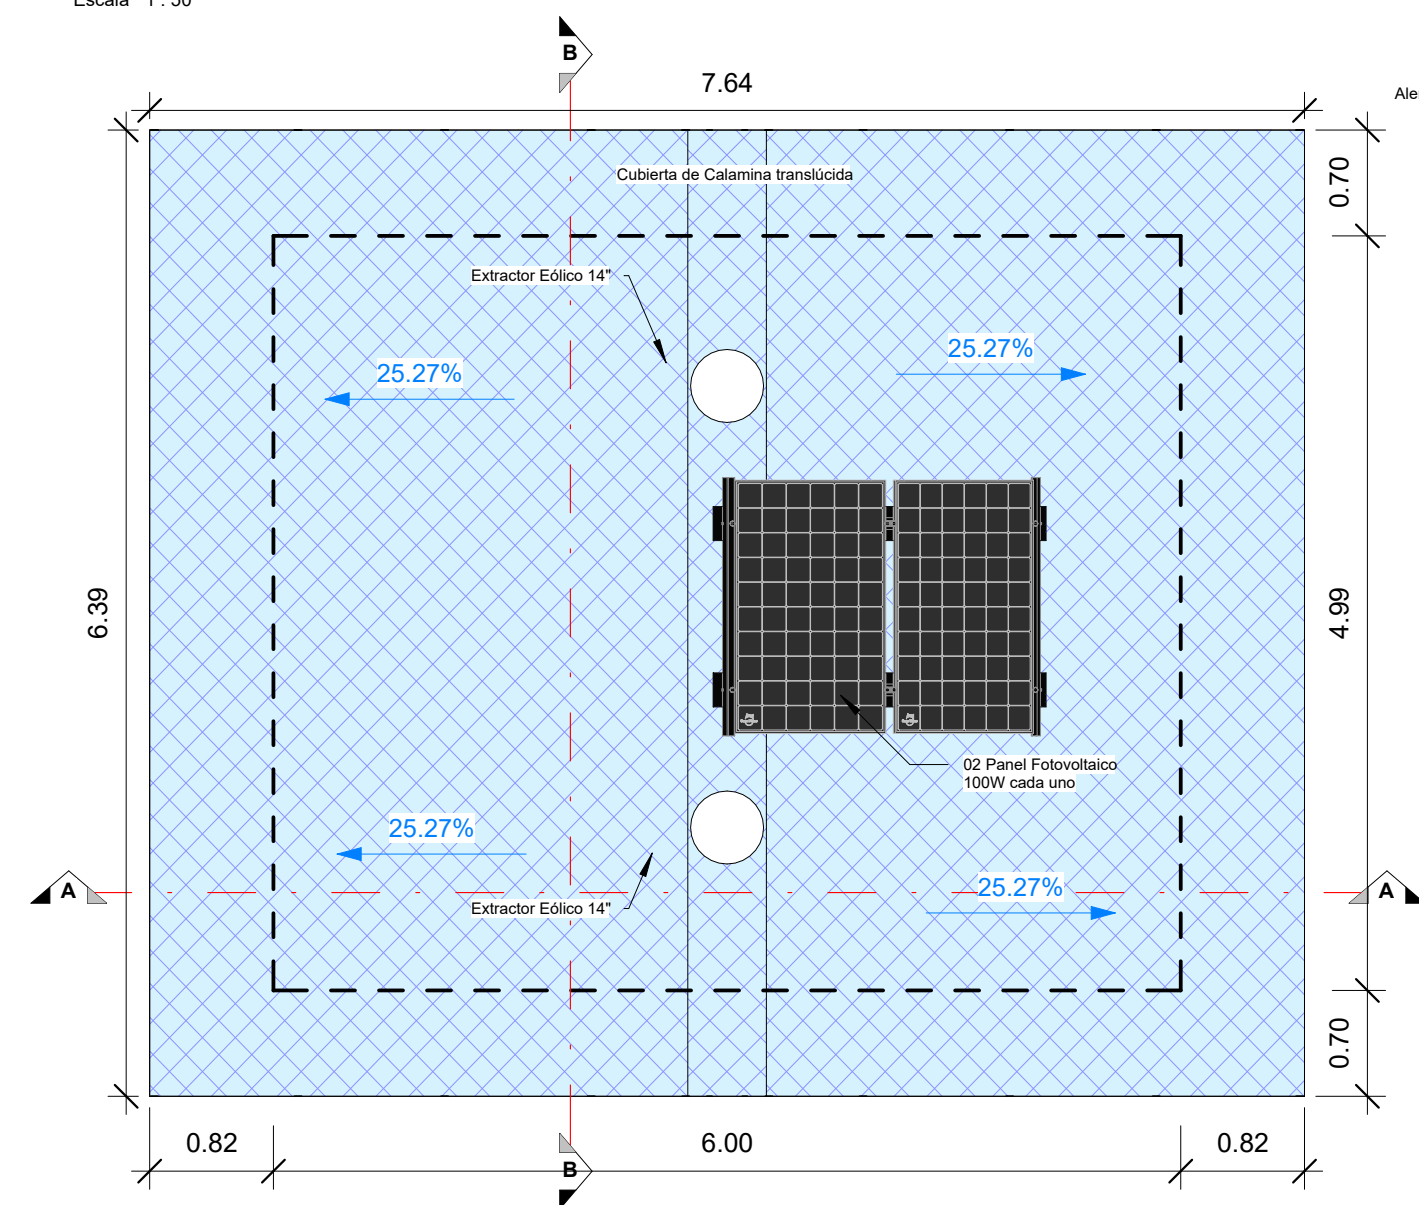 Escala 1 : 50
B
7.64
Ale
0.70
Cubierta de Calamina translúcida
Extractor Eólico 14"
25.27%
25.27%
6.39
4.99
02 Panel Fotovoltaico
100W cada uno
25.27%
A
25.27%
A
Extractor Eólico 14"
0.70
0.82
6.00
0.82
B